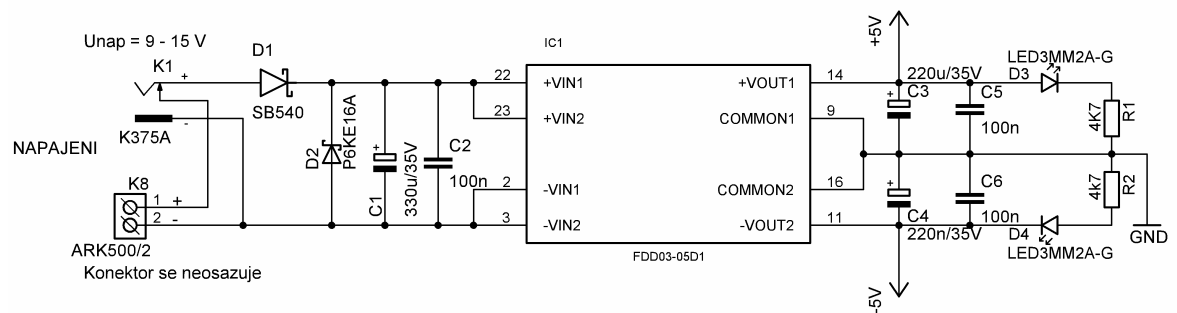 Unap = 9 - 15 V
K1
+
-
K375A
NAPAJENI
K8
1 +
2 -
ARK500/2
Konektor se neosazuje
D1
SB540
D2
P6KE16A
+
C1
330u/35V
C2
100n
IC1
22
23
2
3
+VIN1
+VIN2
-VIN1
-VIN2
+VOUT1
COMMON1
COMMON2
-VOUT2
14
9
16
11
FDD03-05D1
+5V
220u/35V
+
C3
C5
100n
+
C4
220n/35V
C6
100n
-5V
LED3MM2A-G
D3
4K7
R1
4k7
R2
D4
LED3MM2A-G
GND